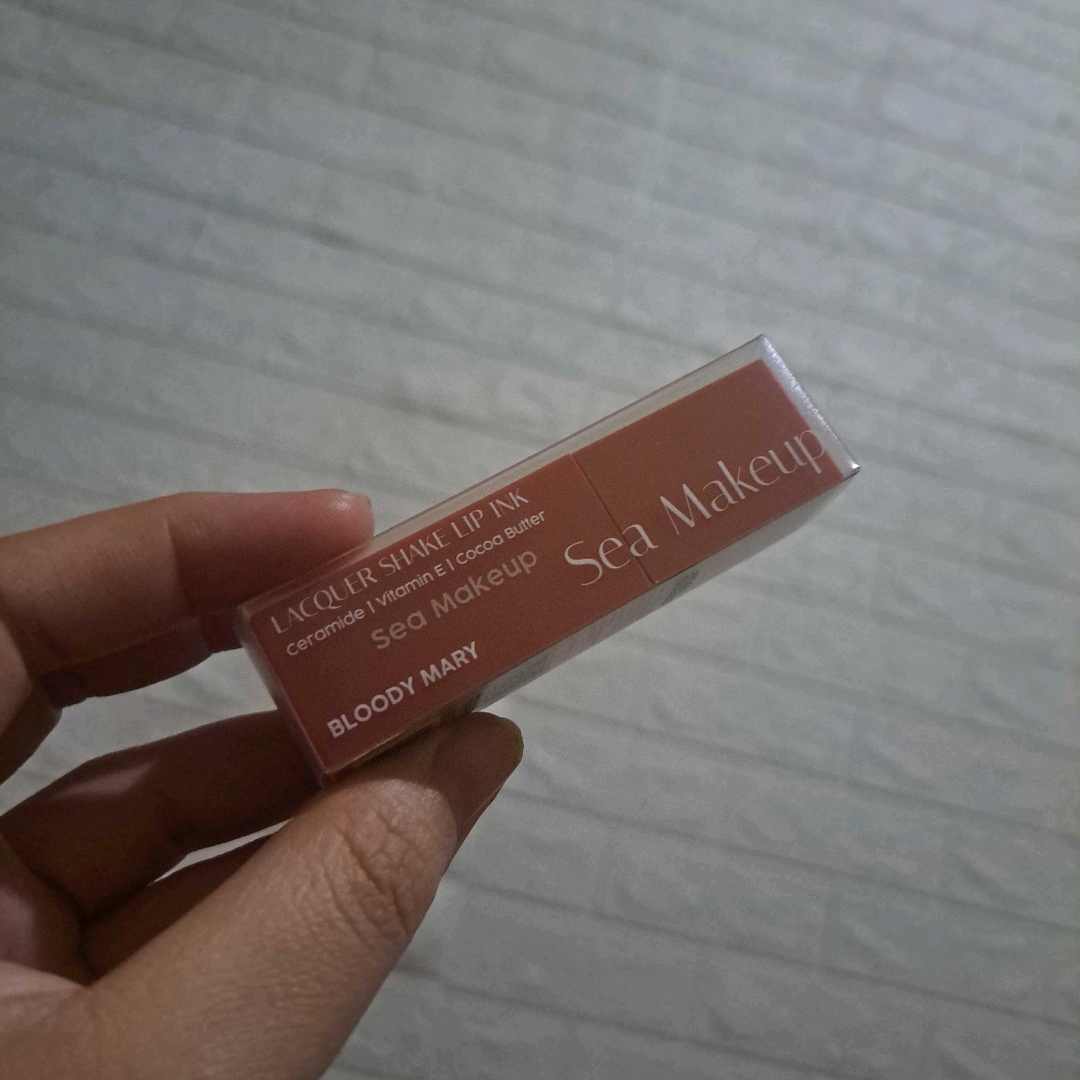 LACQUER SHAKE LIP INK
Ceramide | Vitamin E | Cocoa Butter
Sea Makeup
BLOODY MARY
Sea Makeup